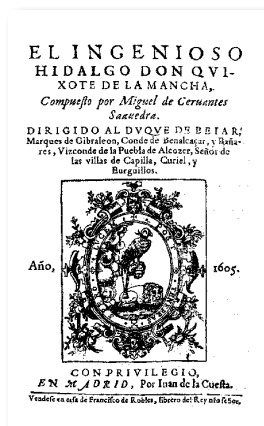 EL INGENIOSO
HIDALGO DON QVI-
XOTE DE LA MANCHA,
Compuesto por Miguel de Ceruantes
Saauedra.
DIRIGIDO AL DVQVE DE BEIAR,
Marques de Gibraleon, Conde de Benalcaçar, y Baña-
res, Vizconde de la Puebla de Alcozer, Señor de
las villas de Capilla, Curiel, y
Burguillos.
Año, 1605.
CON PRIVILEGIO,
EN MADRID, Por Iuan de la Cuesta.
Vendese en casa de Francisco de Robles, librero del Rey nro señor.